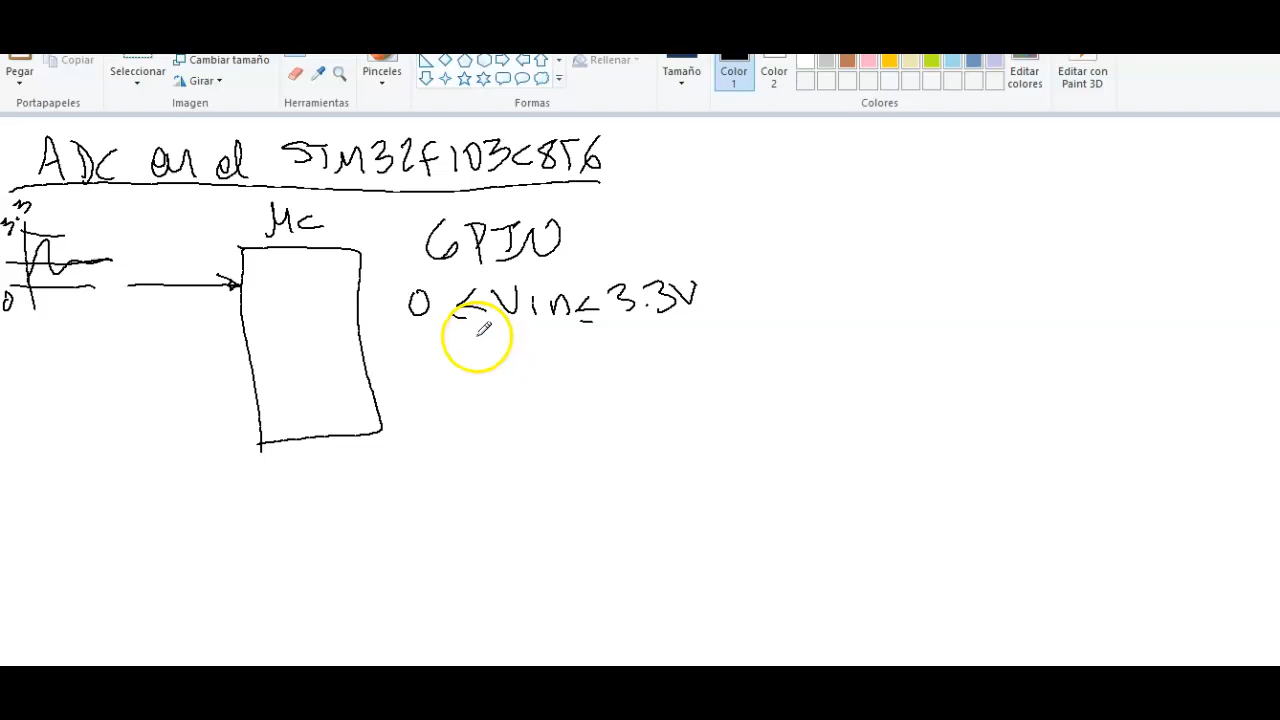 Pegar
Copiar
Seleccionar
Cambiar tamaño
Girar
Pinceles
Rellenar
Tamaño
Color 1
Color 2
Editar colores
Editar con Paint 3D
Portapapeles
Imagen
Herramientas
Formas
Colores
ADC en el STM32F103C8T6
3.3
0
MC
GPIO
0 ≤ Vin ≤ 3.3V